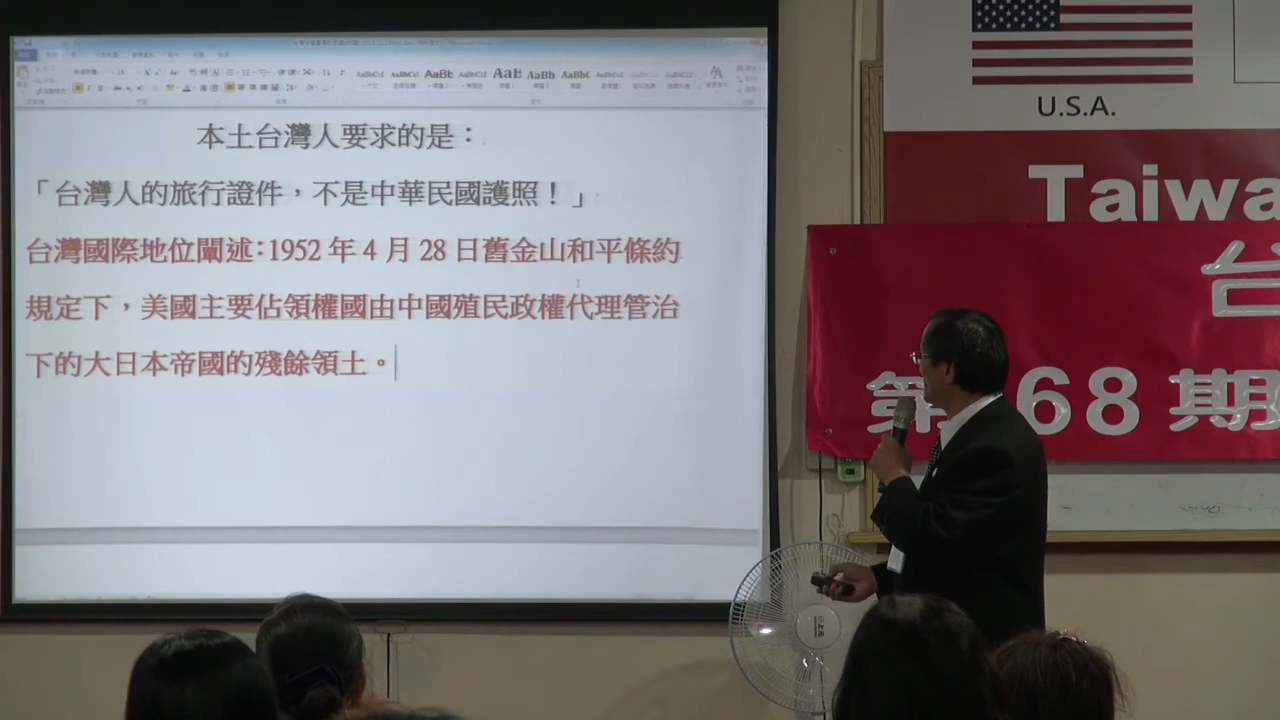 本土台灣人要求的是：
「台灣人的旅行證件，不是中華民國護照！」
台灣國際地位闡述：1952 年 4 月 28 日舊金山和平條約
規定下，美國主要佔領權國由中國殖民政權代理管治
下的大日本帝國的殘餘領土。
U.S.A.
Taiwa
台
第 68 期